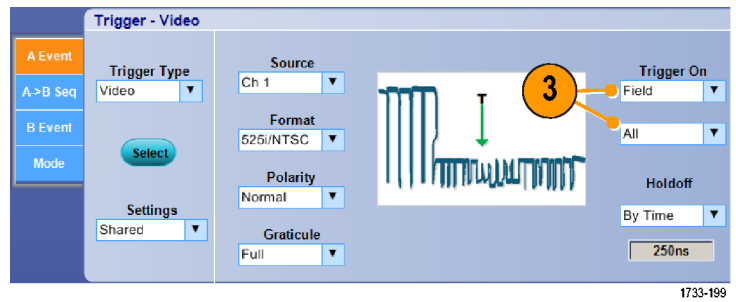 Trigger - Video
A Event
A->B Seq
B Event
Mode
Trigger Type
Video
Select
Settings
Shared
Source
Ch 1
Format
525i/NTSC
Polarity
Normal
Graticule
Full
T
3
Trigger On
Field
All
Holdoff
By Time
250ns
1733-199